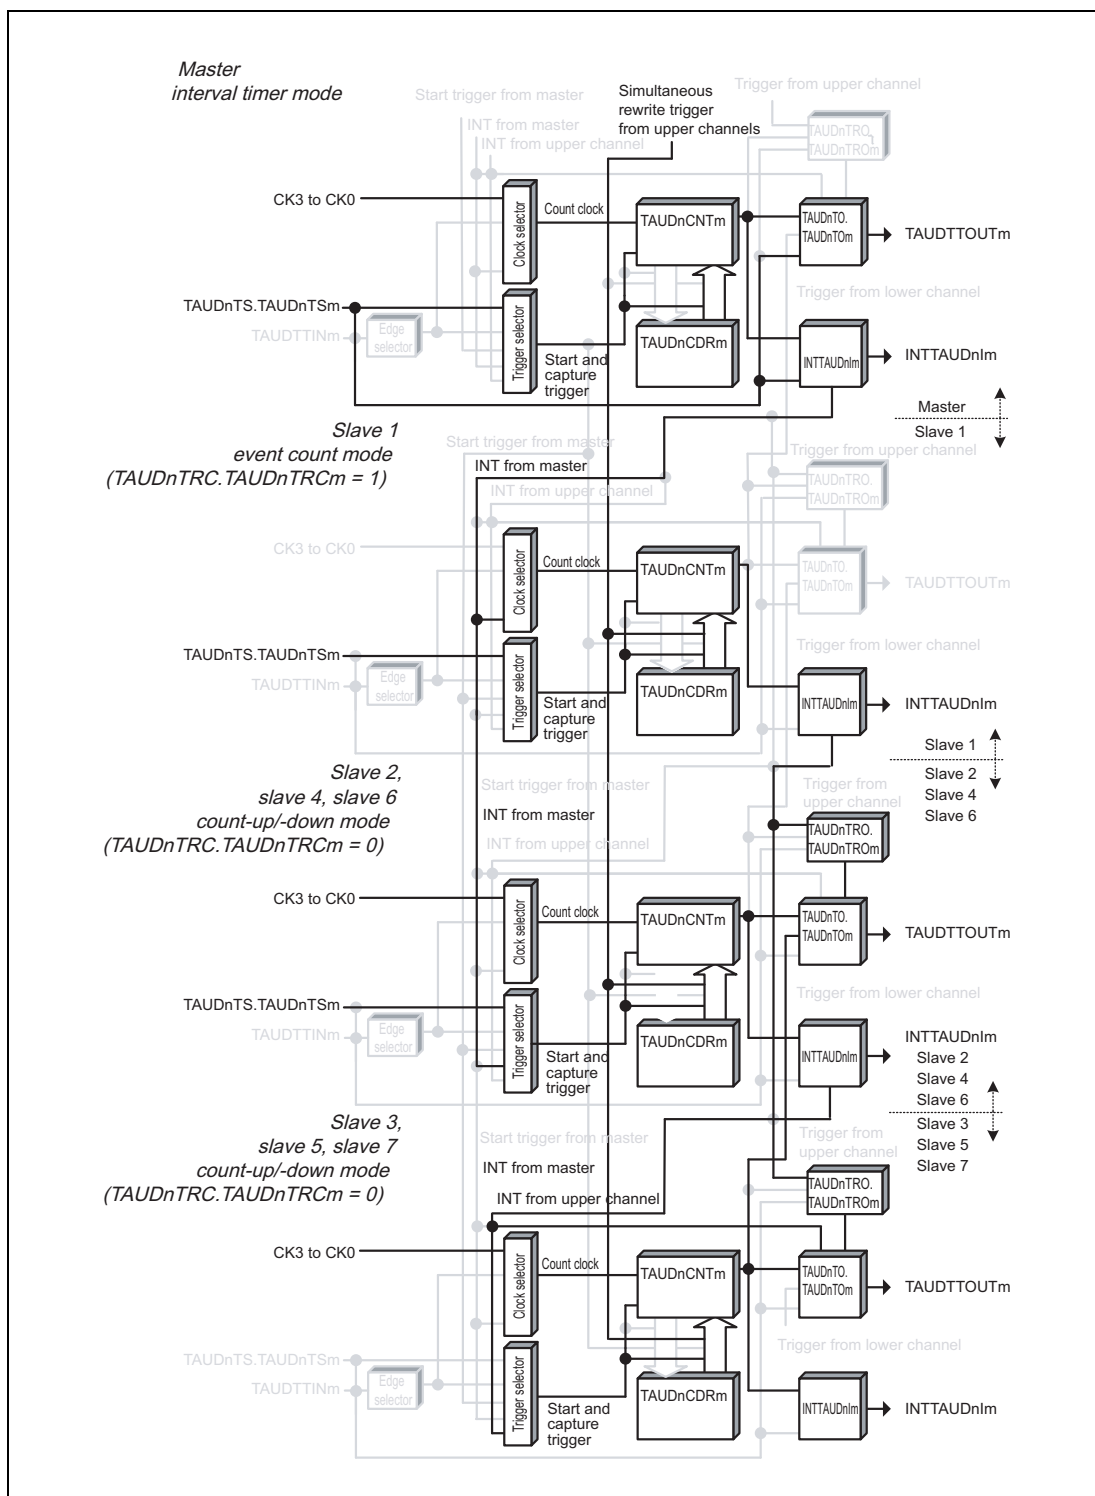 Master
interval timer mode
Start trigger from master
INT from master
INT from upper channel
Simultaneous
rewrite trigger
from upper channels
Trigger from upper channel
TAUDnTRO.
TAUDnTROm
CK3 to CK0
Clock selector
Count clock
TAUDnCNTm
TAUDnTO.
TAUDnTOm
TAUDTTOUTm
Trigger from lower channel
TAUDnTS.TAUDnTSm
TAUDTTINm
Edge
selector
Trigger selector
Start and
capture
trigger
TAUDnCDRm
INTTAUDnIm
INTTAUDnIm
Master
Slave 1
Slave 1
event count mode
(TAUDnTRC.TAUDnTRCm = 1)
Start trigger from master
INT from master
INT from upper channel
Trigger from upper channel
TAUDnTRO.
TAUDnTROm
CK3 to CK0
Clock selector
Count clock
TAUDnCNTm
TAUDnTO.
TAUDnTOm
TAUDTTOUTm
Trigger from lower channel
TAUDnTS.TAUDnTSm
TAUDTTINm
Edge
selector
Trigger selector
Start and
capture
trigger
TAUDnCDRm
INTTAUDnIm
INTTAUDnIm
Slave 1
Slave 2
Slave 4
Slave 6
Slave 2,
slave 4, slave 6
count-up/-down mode
(TAUDnTRC.TAUDnTRCm = 0)
Start trigger from master
INT from master
INT from upper channel
Trigger from
upper channel
TAUDnTRO.
TAUDnTROm
CK3 to CK0
Clock selector
Count clock
TAUDnCNTm
TAUDnTO.
TAUDnTOm
TAUDTTOUTm
Trigger from lower channel
TAUDnTS.TAUDnTSm
TAUDTTINm
Edge
selector
Trigger selector
Start and
capture
trigger
TAUDnCDRm
INTTAUDnIm
INTTAUDnIm
Slave 2
Slave 4
Slave 6
Slave 3
Slave 5
Slave 7
Slave 3,
slave 5, slave 7
count-up/-down mode
(TAUDnTRC.TAUDnTRCm = 0)
Start trigger from master
INT from master
INT from upper channel
Trigger from
upper channel
TAUDnTRO.
TAUDnTROm
CK3 to CK0
Clock selector
Count clock
TAUDnCNTm
TAUDnTO.
TAUDnTOm
TAUDTTOUTm
Trigger from lower channel
TAUDnTS.TAUDnTSm
TAUDTTINm
Edge
selector
Trigger selector
Start and
capture
trigger
TAUDnCDRm
INTTAUDnIm
INTTAUDnIm